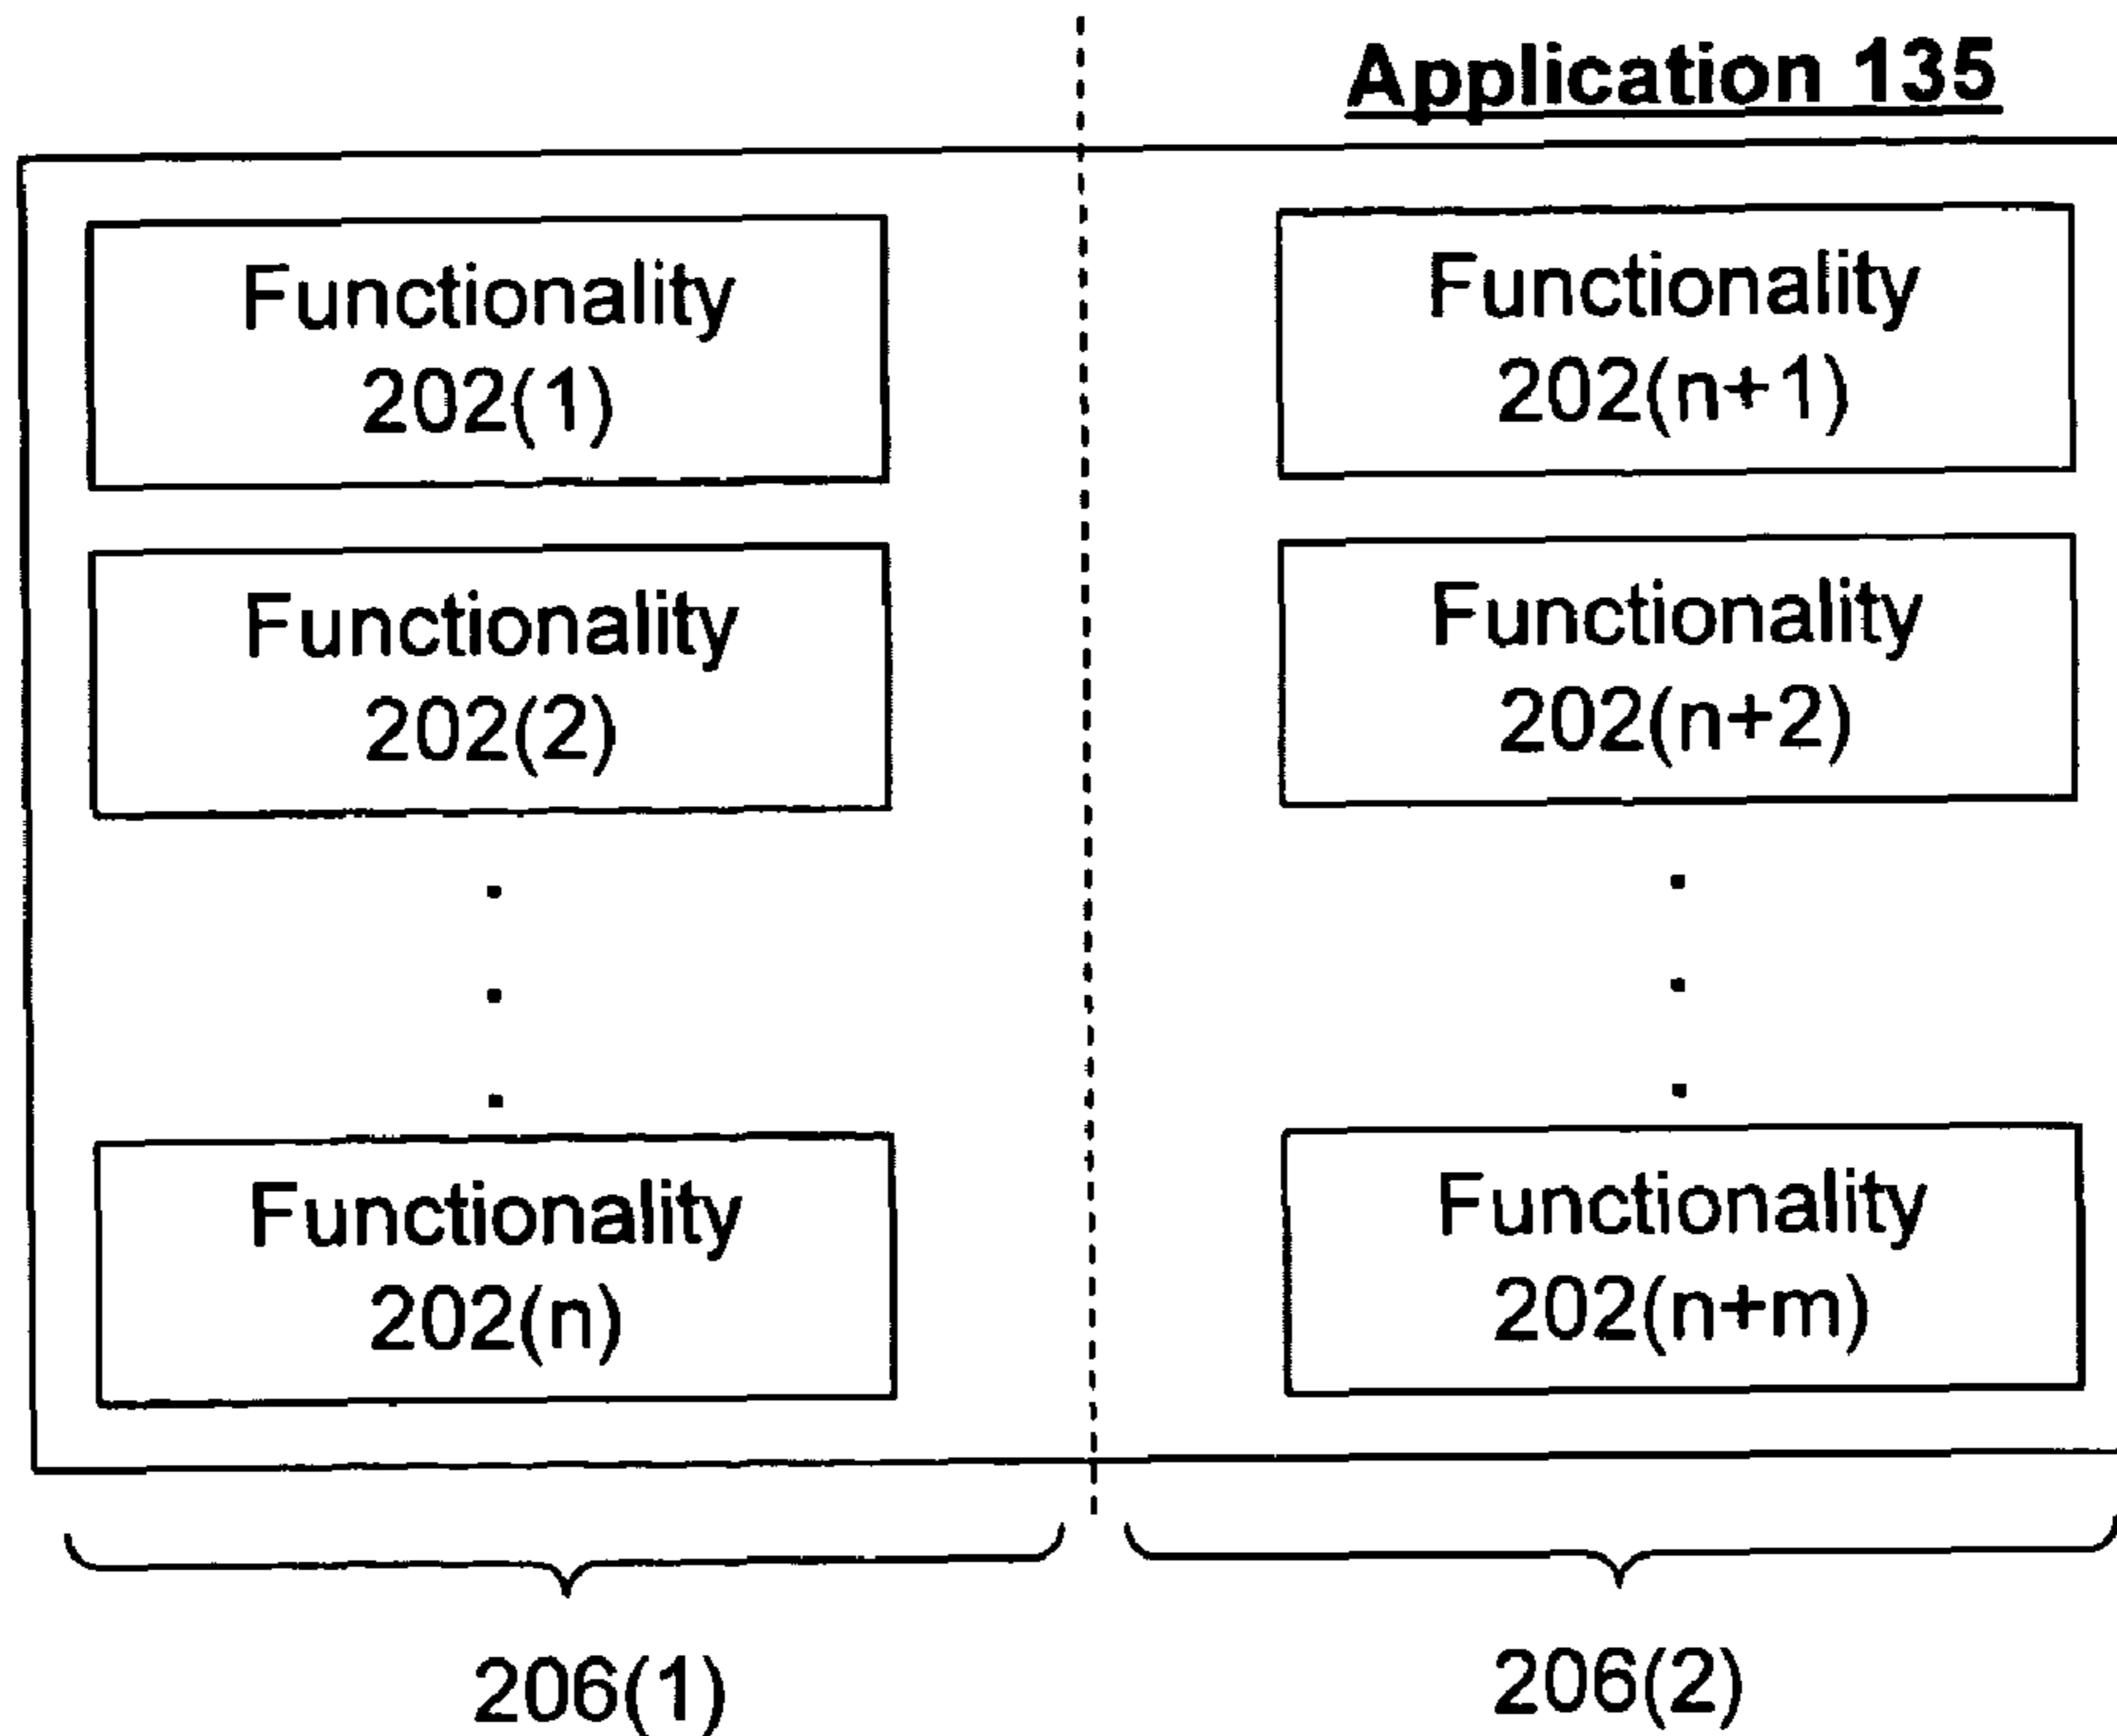 Application 135
Functionality
202(1)
Functionality
202(2)
Functionality
202(n)
Functionality
202(n+1)
Functionality
202(n+2)
Functionality
202(n+m)
206(1)
206(2)